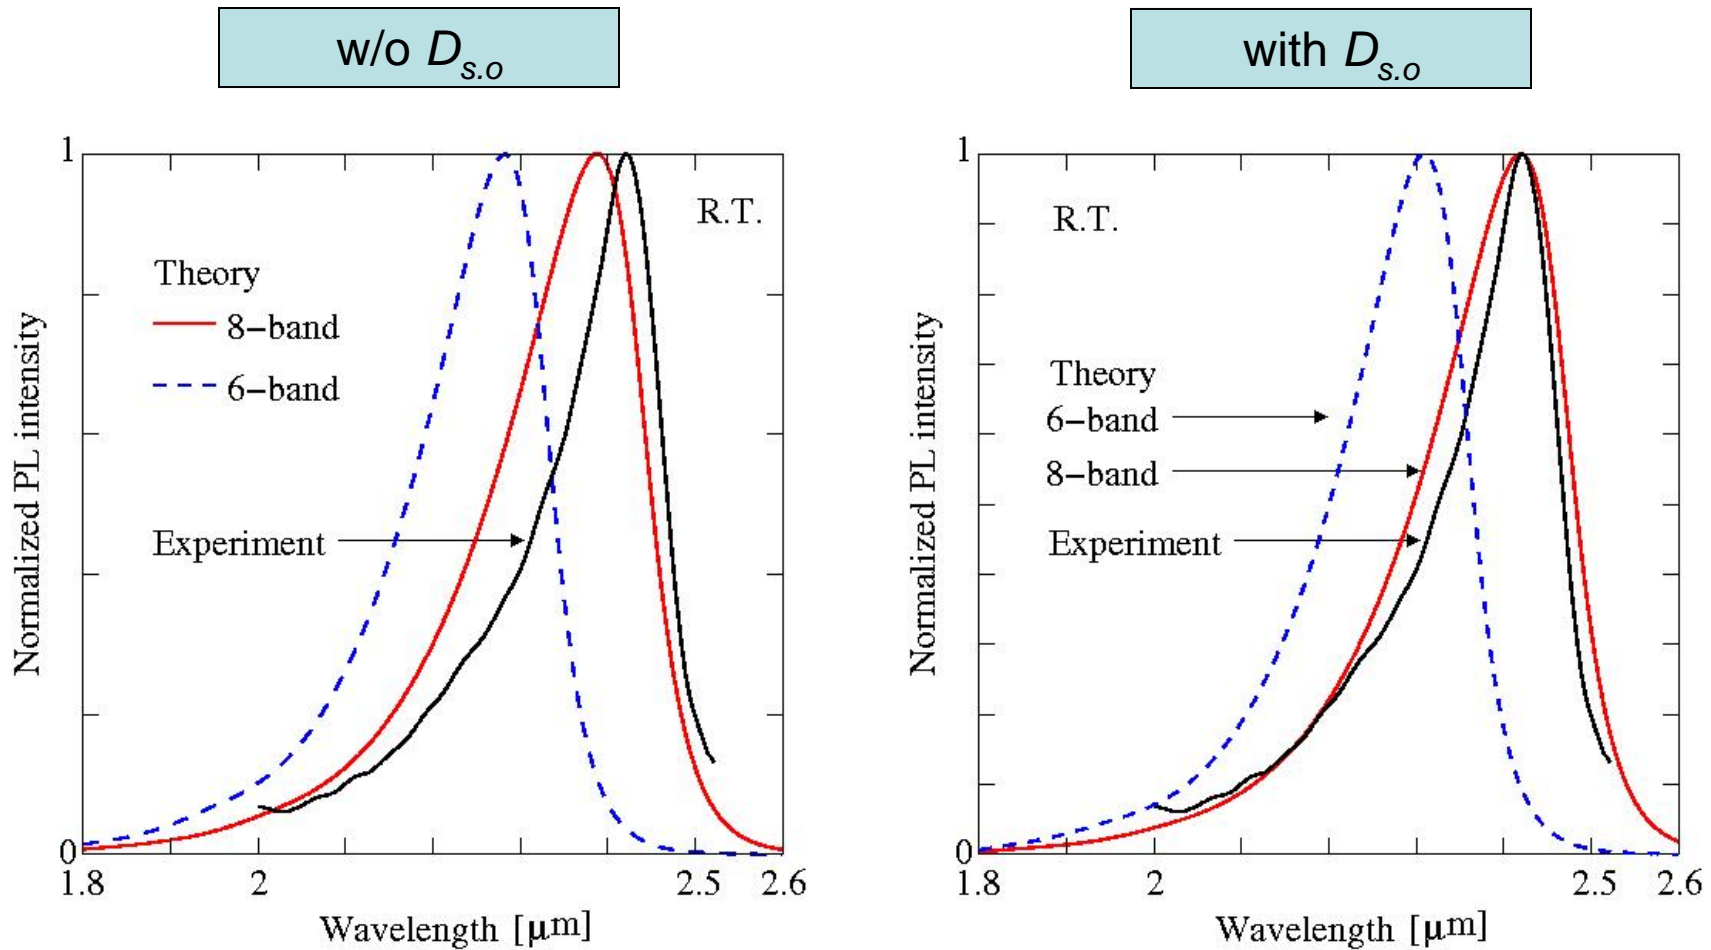 w/o D_{s.o}
1
R.T.
Theory
8−band
6−band
Experiment
Normalized PL intensity
0
1.8 2 2.5 2.6
Wavelength [μm]
with D_{s.o}
1
R.T.
Theory
6−band
8−band
Experiment
Normalized PL intensity
0
1.8 2 2.5 2.6
Wavelength [μm]